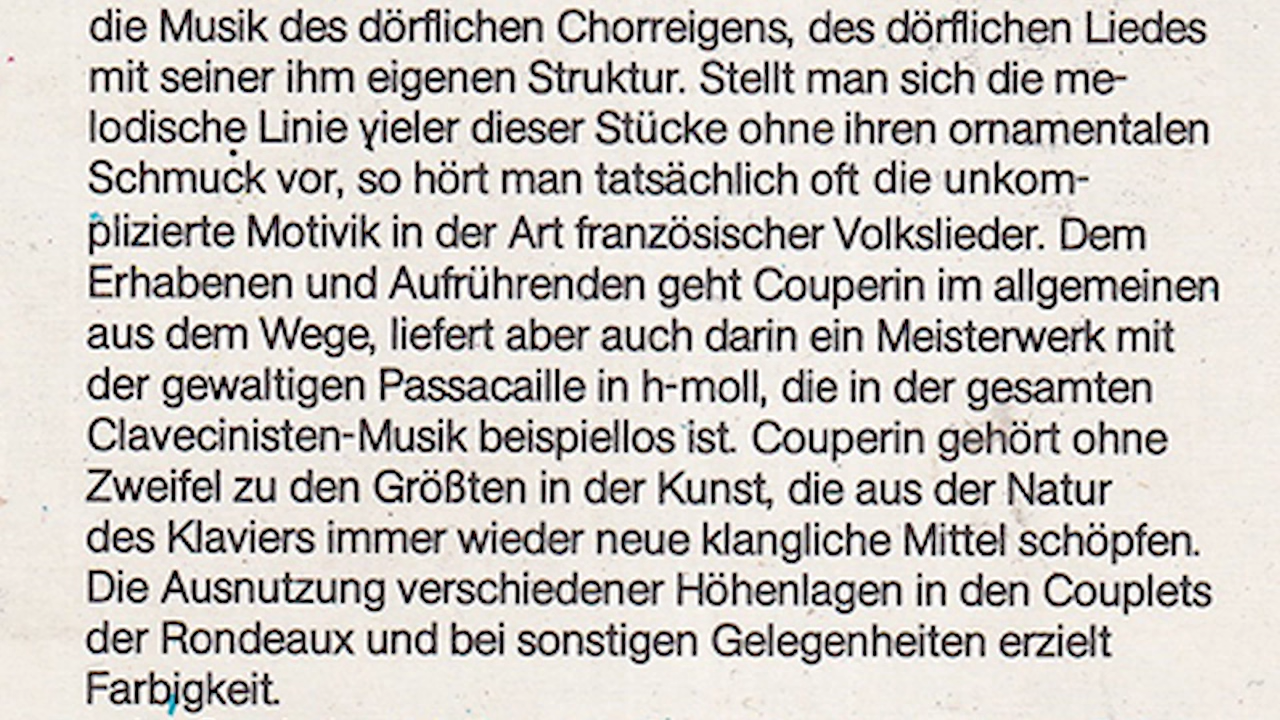 die Musik des dörflichen Chorreigens, des dörflichen Liedes
mit seiner ihm eigenen Struktur. Stellt man sich die me-
lodische Linie vieler dieser Stücke ohne ihren ornamentalen
Schmuck vor, so hört man tatsächlich oft die unkom-
plizierte Motivik in der Art französischer Volkslieder. Dem
Erhabenen und Aufrührenden geht Couperin im allgemeinen
aus dem Wege, liefert aber auch darin ein Meisterwerk mit
der gewaltigen Passacaille in h-moll, die in der gesamten
Clavecinisten-Musik beispiellos ist. Couperin gehört ohne
Zweifel zu den Größten in der Kunst, die aus der Natur
des Klaviers immer wieder neue klangliche Mittel schöpfen.
Die Ausnutzung verschiedener Höhenlagen in den Couplets
der Rondeaux und bei sonstigen Gelegenheiten erzielt
Farbigkeit.